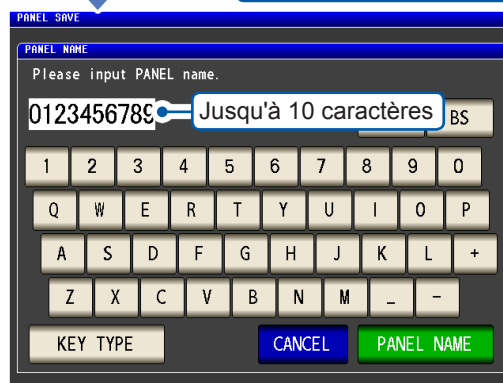 PANEL SAVE
PANEL NAME
Please input PANEL name.
0123456789 Jusqu'à 10 caractères BS
1 2 3 4 5 6 7 8 9 0
Q W E R T Y U I O P
A S D F G H J K L +
Z X C V B N M _ -
KEY TYPE CANCEL PANEL NAME